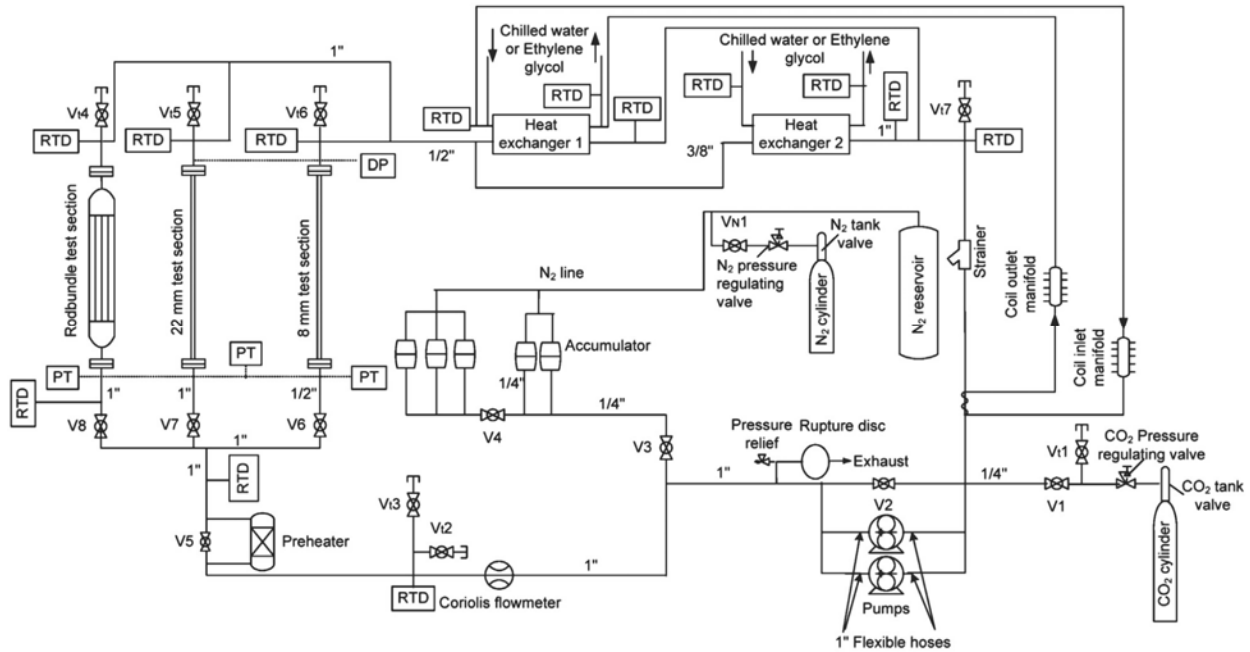 1"
Chilled water
or Ethylene
glycol
Chilled water or Ethylene
glycol
Vt4
Vt5
Vt6
RTD
RTD
RTD
RTD
RTD
RTD
RTD
RTD
RTD
Vt7
RTD
Heat
exchanger 1
Heat
exchanger 2
1"
1/2"
3/8"
DP
Rodbundle test section
22 mm test section
8 mm test section
VN1
N2 tank
valve
N2 pressure
regulating
valve
N2 line
N2 cylinder
N2 reservoir
Strainer
Coil outlet
manifold
Coil inlet
manifold
Accumulator
PT
PT
PT
1/4"
1/4"
1"
1"
1/2"
RTD
V8
V7
V6
V4
V3
1"
1"
RTD
Pressure
relief
Rupture disc
Exhaust
1"
V2
1/4"
Vt1
CO2 Pressure
regulating valve
V1
CO2 tank
valve
CO2 cylinder
Vt3
Vt2
V5
Preheater
RTD
Coriolis flowmeter
1"
Pumps
1" Flexible hoses